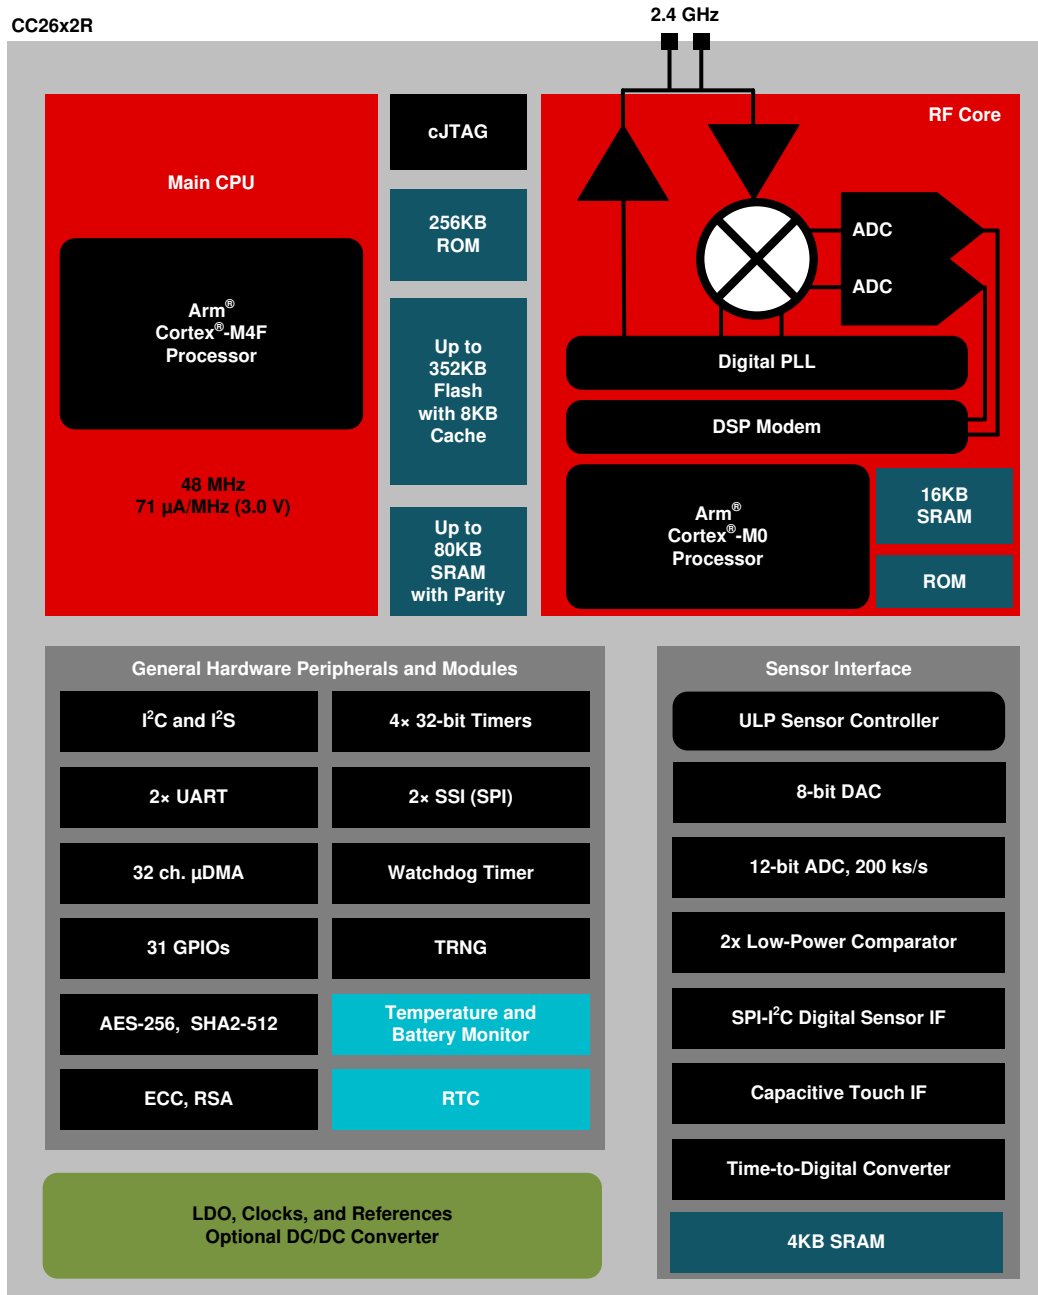 CC26x2R
2.4 GHz
Main CPU
Arm®
Cortex®-M4F
Processor
48 MHz
71 µA/MHz (3.0 V)
cJTAG
256KB
ROM
Up to
352KB
Flash
with 8KB
Cache
Up to
80KB
SRAM
with Parity
RF Core
ADC
ADC
Digital PLL
DSP Modem
Arm®
Cortex®-M0
Processor
16KB
SRAM
ROM
General Hardware Peripherals and Modules
I²C and I²S
4× 32-bit Timers
2× UART
2× SSI (SPI)
32 ch. µDMA
Watchdog Timer
31 GPIOs
TRNG
AES-256, SHA2-512
Temperature and
Battery Monitor
ECC, RSA
RTC
LDO, Clocks, and References
Optional DC/DC Converter
Sensor Interface
ULP Sensor Controller
8-bit DAC
12-bit ADC, 200 ks/s
2x Low-Power Comparator
SPI-I²C Digital Sensor IF
Capacitive Touch IF
Time-to-Digital Converter
4KB SRAM